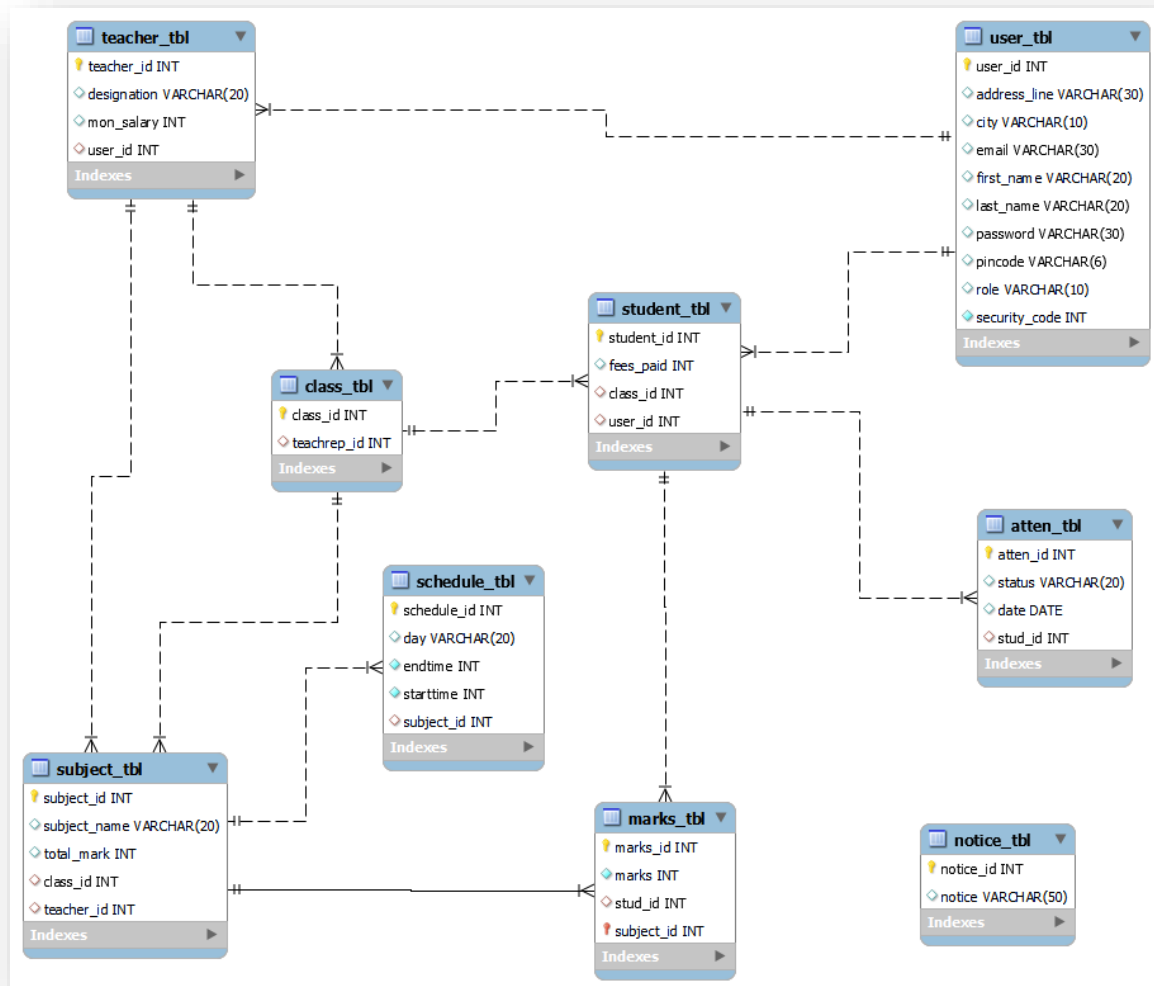 teacher_tbl
teacher_id INT
designation VARCHAR(20)
mon_salary INT
user_id INT
Indexes
user_tbl
user_id INT
address_line VARCHAR(30)
city VARCHAR(10)
email VARCHAR(30)
first_name VARCHAR(20)
last_name VARCHAR(20)
password VARCHAR(30)
pincode VARCHAR(6)
role VARCHAR(10)
security_code INT
Indexes
student_tbl
student_id INT
fees_paid INT
class_id INT
user_id INT
Indexes
class_tbl
class_id INT
teachrep_id INT
Indexes
atten_tbl
atten_id INT
status VARCHAR(20)
date DATE
stud_id INT
Indexes
schedule_tbl
schedule_id INT
day VARCHAR(20)
endtime INT
starttime INT
subject_id INT
Indexes
subject_tbl
subject_id INT
subject_name VARCHAR(20)
total_mark INT
class_id INT
teacher_id INT
Indexes
marks_tbl
marks_id INT
marks INT
stud_id INT
subject_id INT
Indexes
notice_tbl
notice_id INT
notice VARCHAR(50)
Indexes